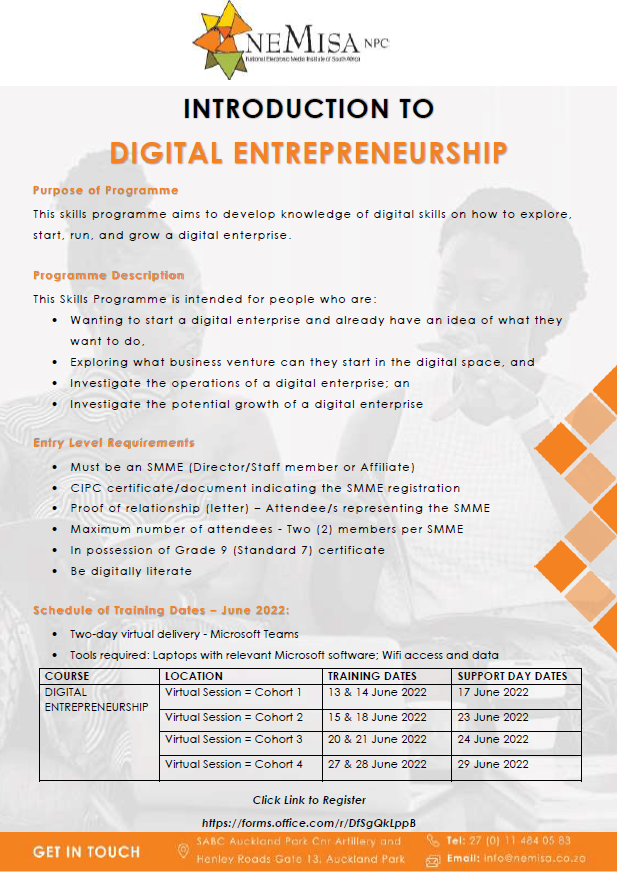 NEMISA NPC
National Electronic Media Institute of South Africa
INTRODUCTION TO
DIGITAL ENTREPRENEURSHIP
Purpose of Programme
This skills programme aims to develop knowledge of digital skills on how to explore,
start, run, and grow a digital enterprise.
Programme Description
This Skills Programme is intended for people who are:
• Wanting to start a digital enterprise and already have an idea of what they
want to do,
• Exploring what business venture can they start in the digital space, and
• Investigate the operations of a digital enterprise; an
• Investigate the potential growth of a digital enterprise
Entry Level Requirements
• Must be an SMME (Director/Staff member or Affiliate)
• CIPC certificate/document indicating the SMME registration
• Proof of relationship (letter) – Attendee/s representing the SMME
• Maximum number of attendees - Two (2) members per SMME
• In possession of Grade 9 (Standard 7) certificate
• Be digitally literate
Schedule of Training Dates – June 2022:
• Two-day virtual delivery - Microsoft Teams
• Tools required: Laptops with relevant Microsoft software; Wifi access and data
COURSE LOCATION TRAINING DATES SUPPORT DAY DATES
DIGITAL Virtual Session = Cohort 1 13 & 14 June 2022 17 June 2022
ENTREPRENEURSHIP
Virtual Session = Cohort 2 15 & 18 June 2022 23 June 2022
Virtual Session = Cohort 3 20 & 21 June 2022 24 June 2022
Virtual Session = Cohort 4 27 & 28 June 2022 29 June 2022
Click Link to Register
https://forms.office.com/r/DfSgQkLppB
GET IN TOUCH
SABC Auckland Park Cnr Artillery and
Henley Roads Gate 13, Auckland Park
Tel: 27 (0) 11 484 05 83
Email: info@nemisa.co.za